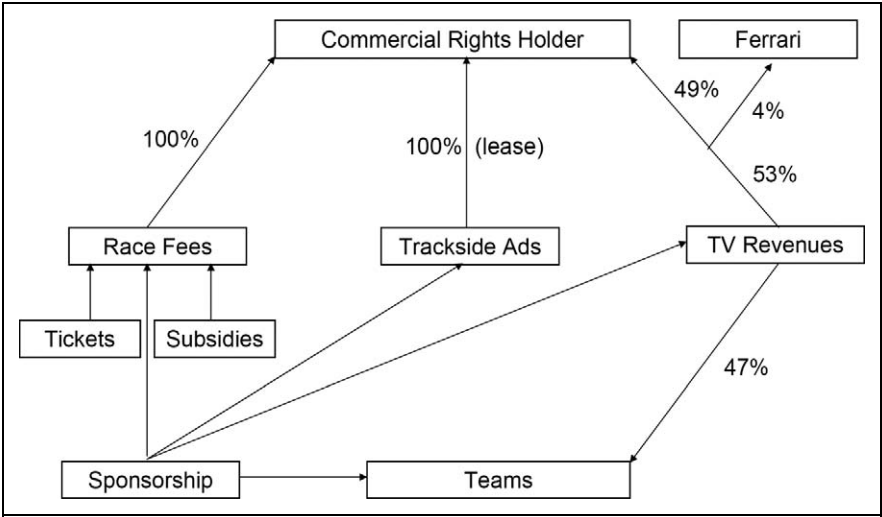 Commercial Rights Holder
Ferrari
49%
4%
100%
100% (lease)
53%
Race Fees
Trackside Ads
TV Revenues
Tickets
Subsidies
47%
Sponsorship
Teams